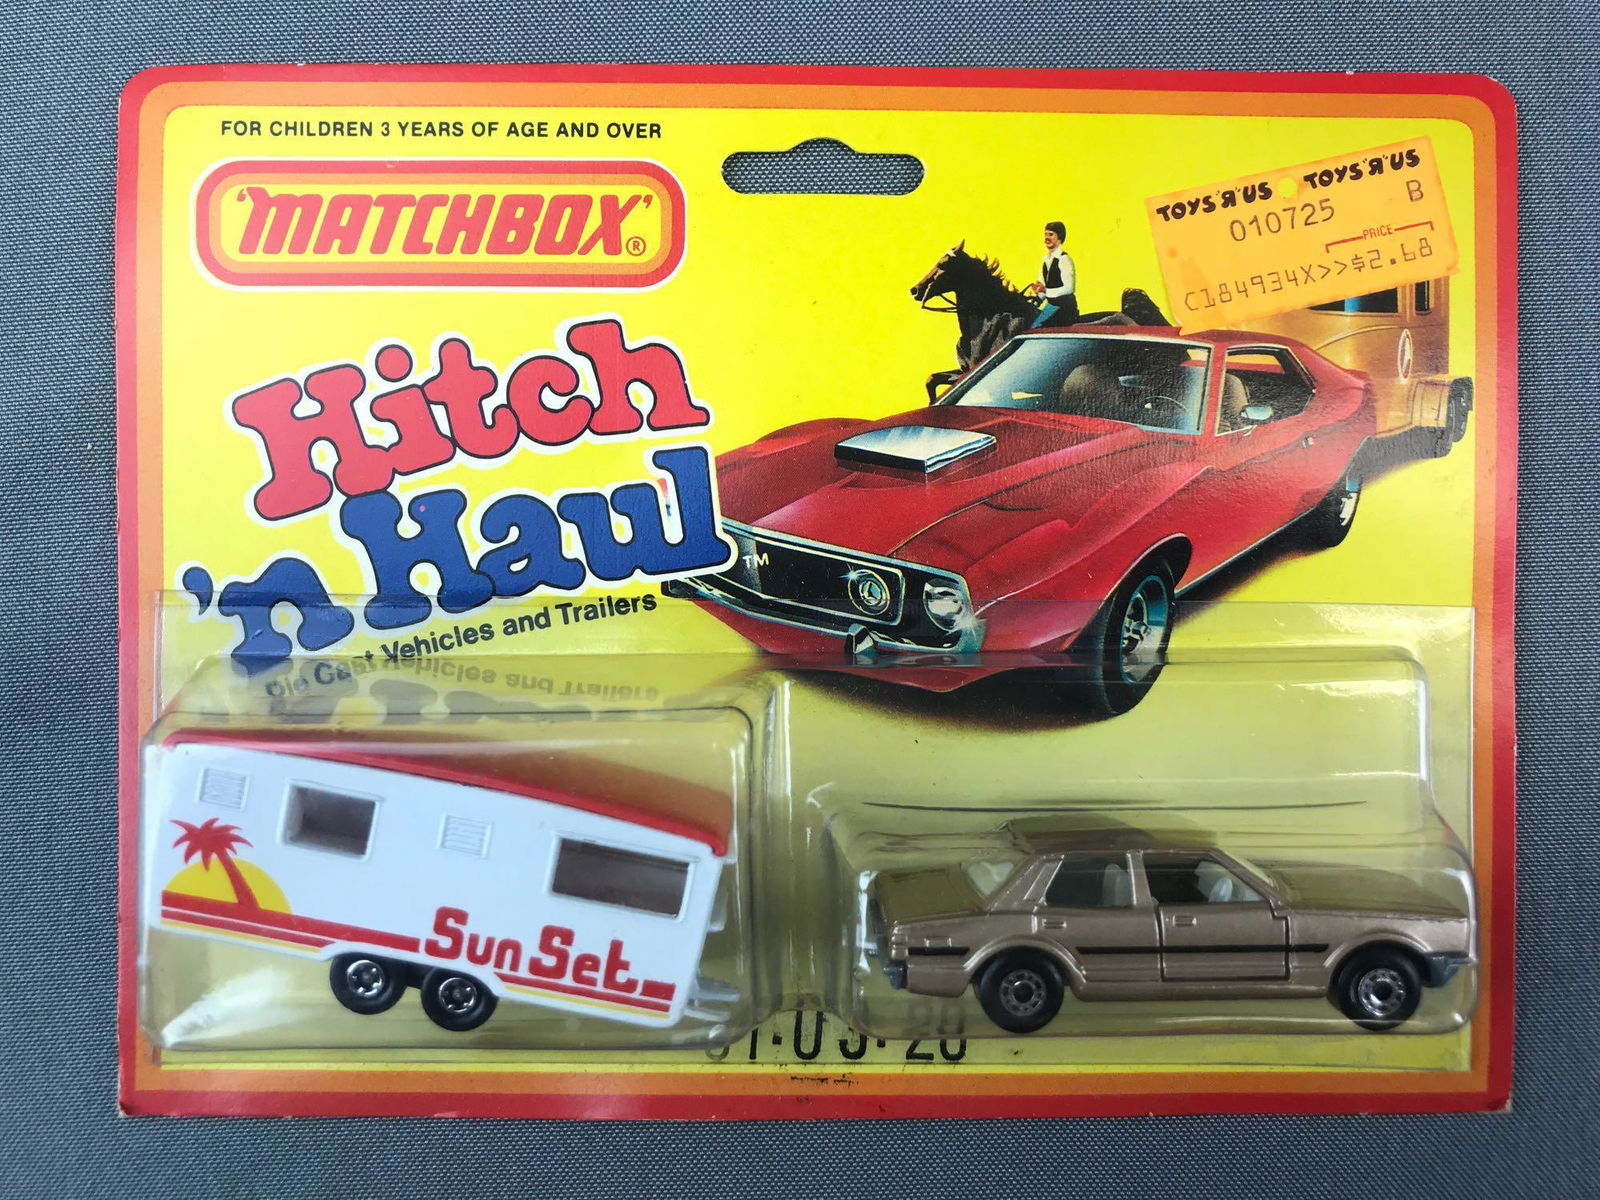 FOR CHILDREN 3 YEARS OF AGE AND OVER
'MATCHBOX'®
TOYS"Я"US TOYS"Я"US
010725 B
PRICE
C184934X>>$2.68
Hitch
'n Haul
TM
Die Cast Vehicles and Trailers
Sun Set